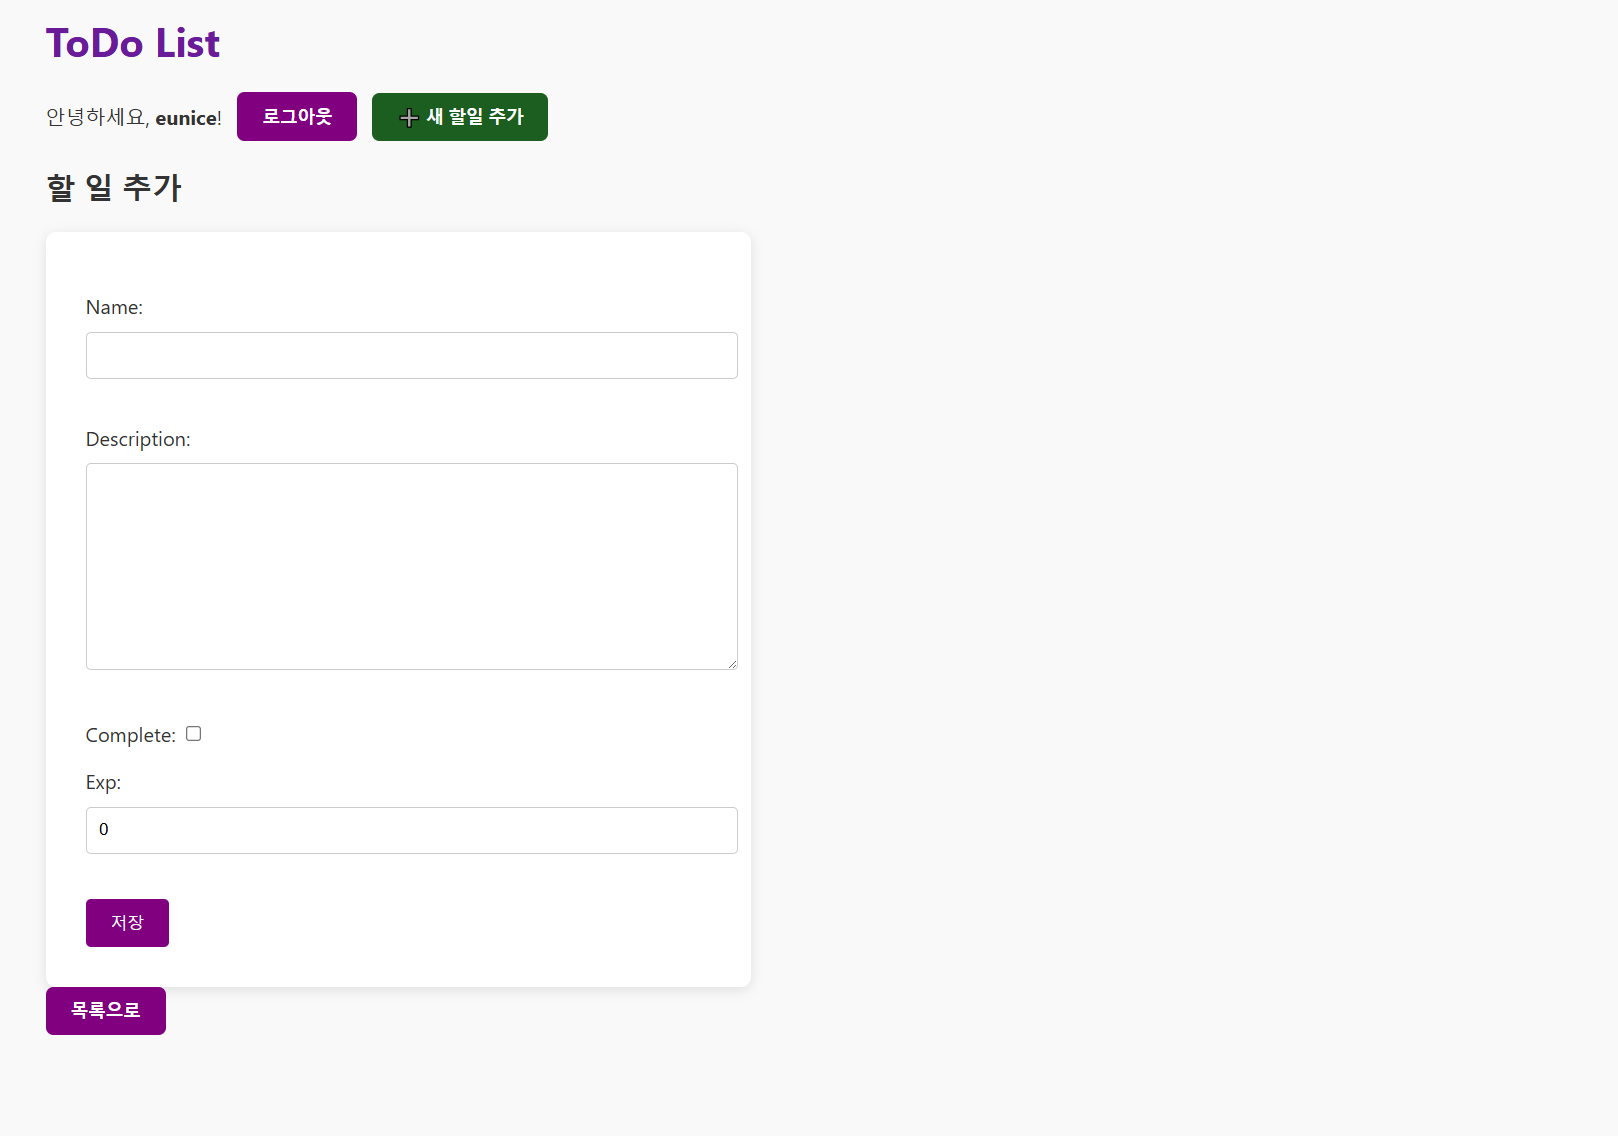 ToDo List
안녕하세요, eunice! 로그아웃 ➕ 새 할일 추가
할 일 추가
Name:
Description:
Complete:
Exp:
0
저장
목록으로